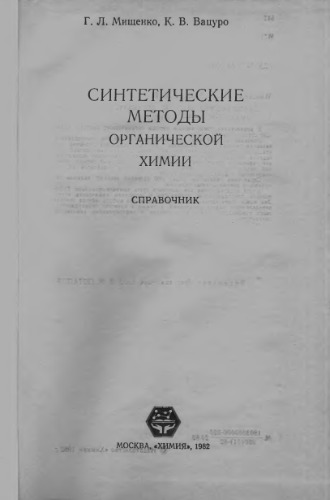 Г. Л. Мищенко, К. В. Вацуро
СИНТЕТИЧЕСКИЕ
МЕТОДЫ
ОРГАНИЧЕСКОЙ
ХИМИИ
СПРАВОЧНИК
МОСКВА, «ХИМИЯ», 1982